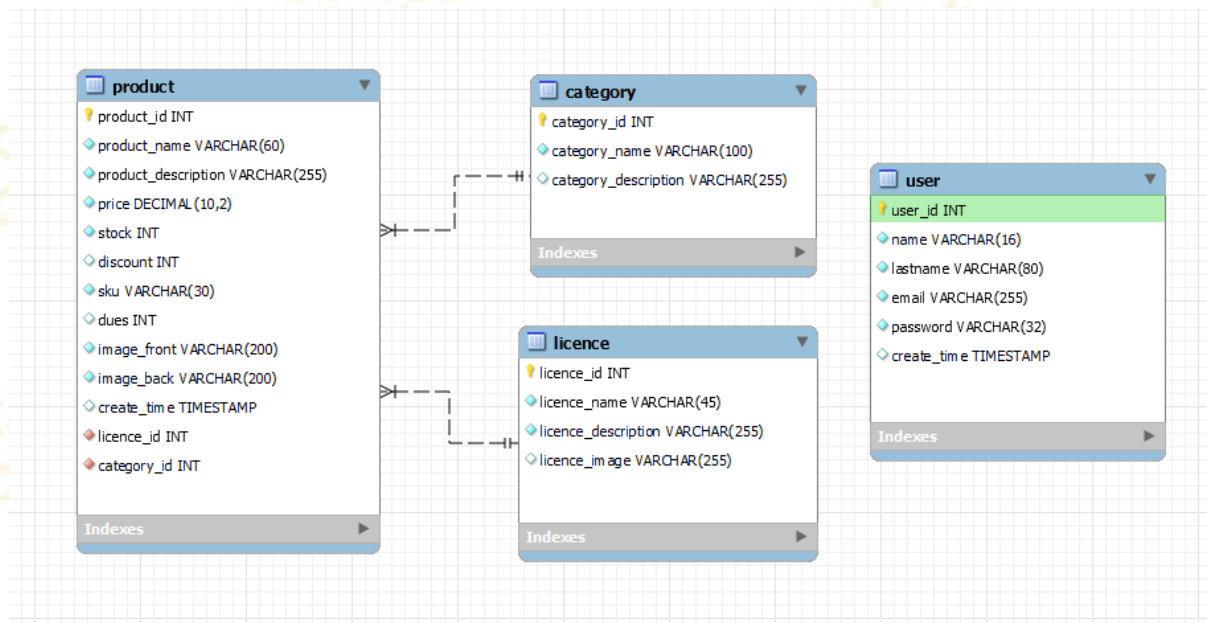 product
product_id INT
product_name VARCHAR(60)
product_description VARCHAR(255)
price DECIMAL(10,2)
stock INT
discount INT
sku VARCHAR(30)
dues INT
image_front VARCHAR(200)
image_back VARCHAR(200)
create_time TIMESTAMP
licence_id INT
category_id INT
Indexes
category
category_id INT
category_name VARCHAR(100)
category_description VARCHAR(255)
Indexes
licence
licence_id INT
licence_name VARCHAR(45)
licence_description VARCHAR(255)
licence_image VARCHAR(255)
Indexes
user
user_id INT
name VARCHAR(16)
lastname VARCHAR(80)
email VARCHAR(255)
password VARCHAR(32)
create_time TIMESTAMP
Indexes